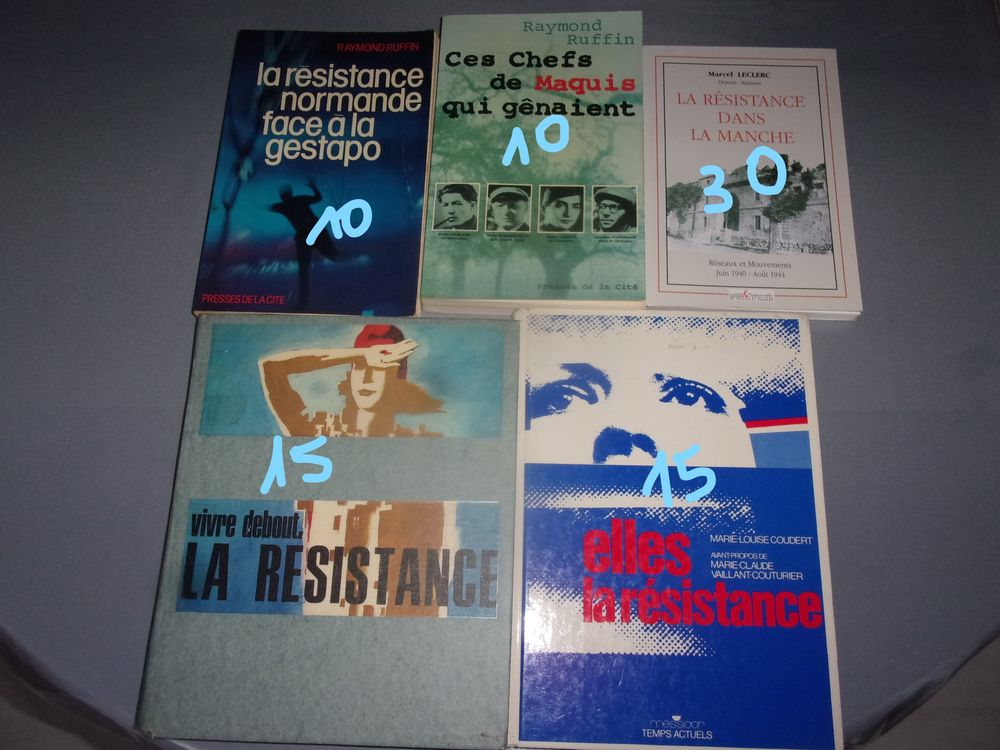 RAYMOND RUFFIN
la résistance
normande
face à la
gestapo
10
PRESSES DE LA CITÉ
Raymond
Ruffin
Ces Chefs
de Maquis
qui gênaient
10
Presses de la Cité
Marcel LECLERC
LA RÉSISTANCE
DANS
LA MANCHE
30
Réseaux et Mouvements
Juin 1940 - Août 1944
15
vivre debout.
LA RESISTANCE
15
elles
la résistance
MARIE-LOUISE COUDERT
AVANT-PROPOS DE
MARIE-CLAUDE
VAILLANT-COUTURIER
messidor
TEMPS ACTUELS